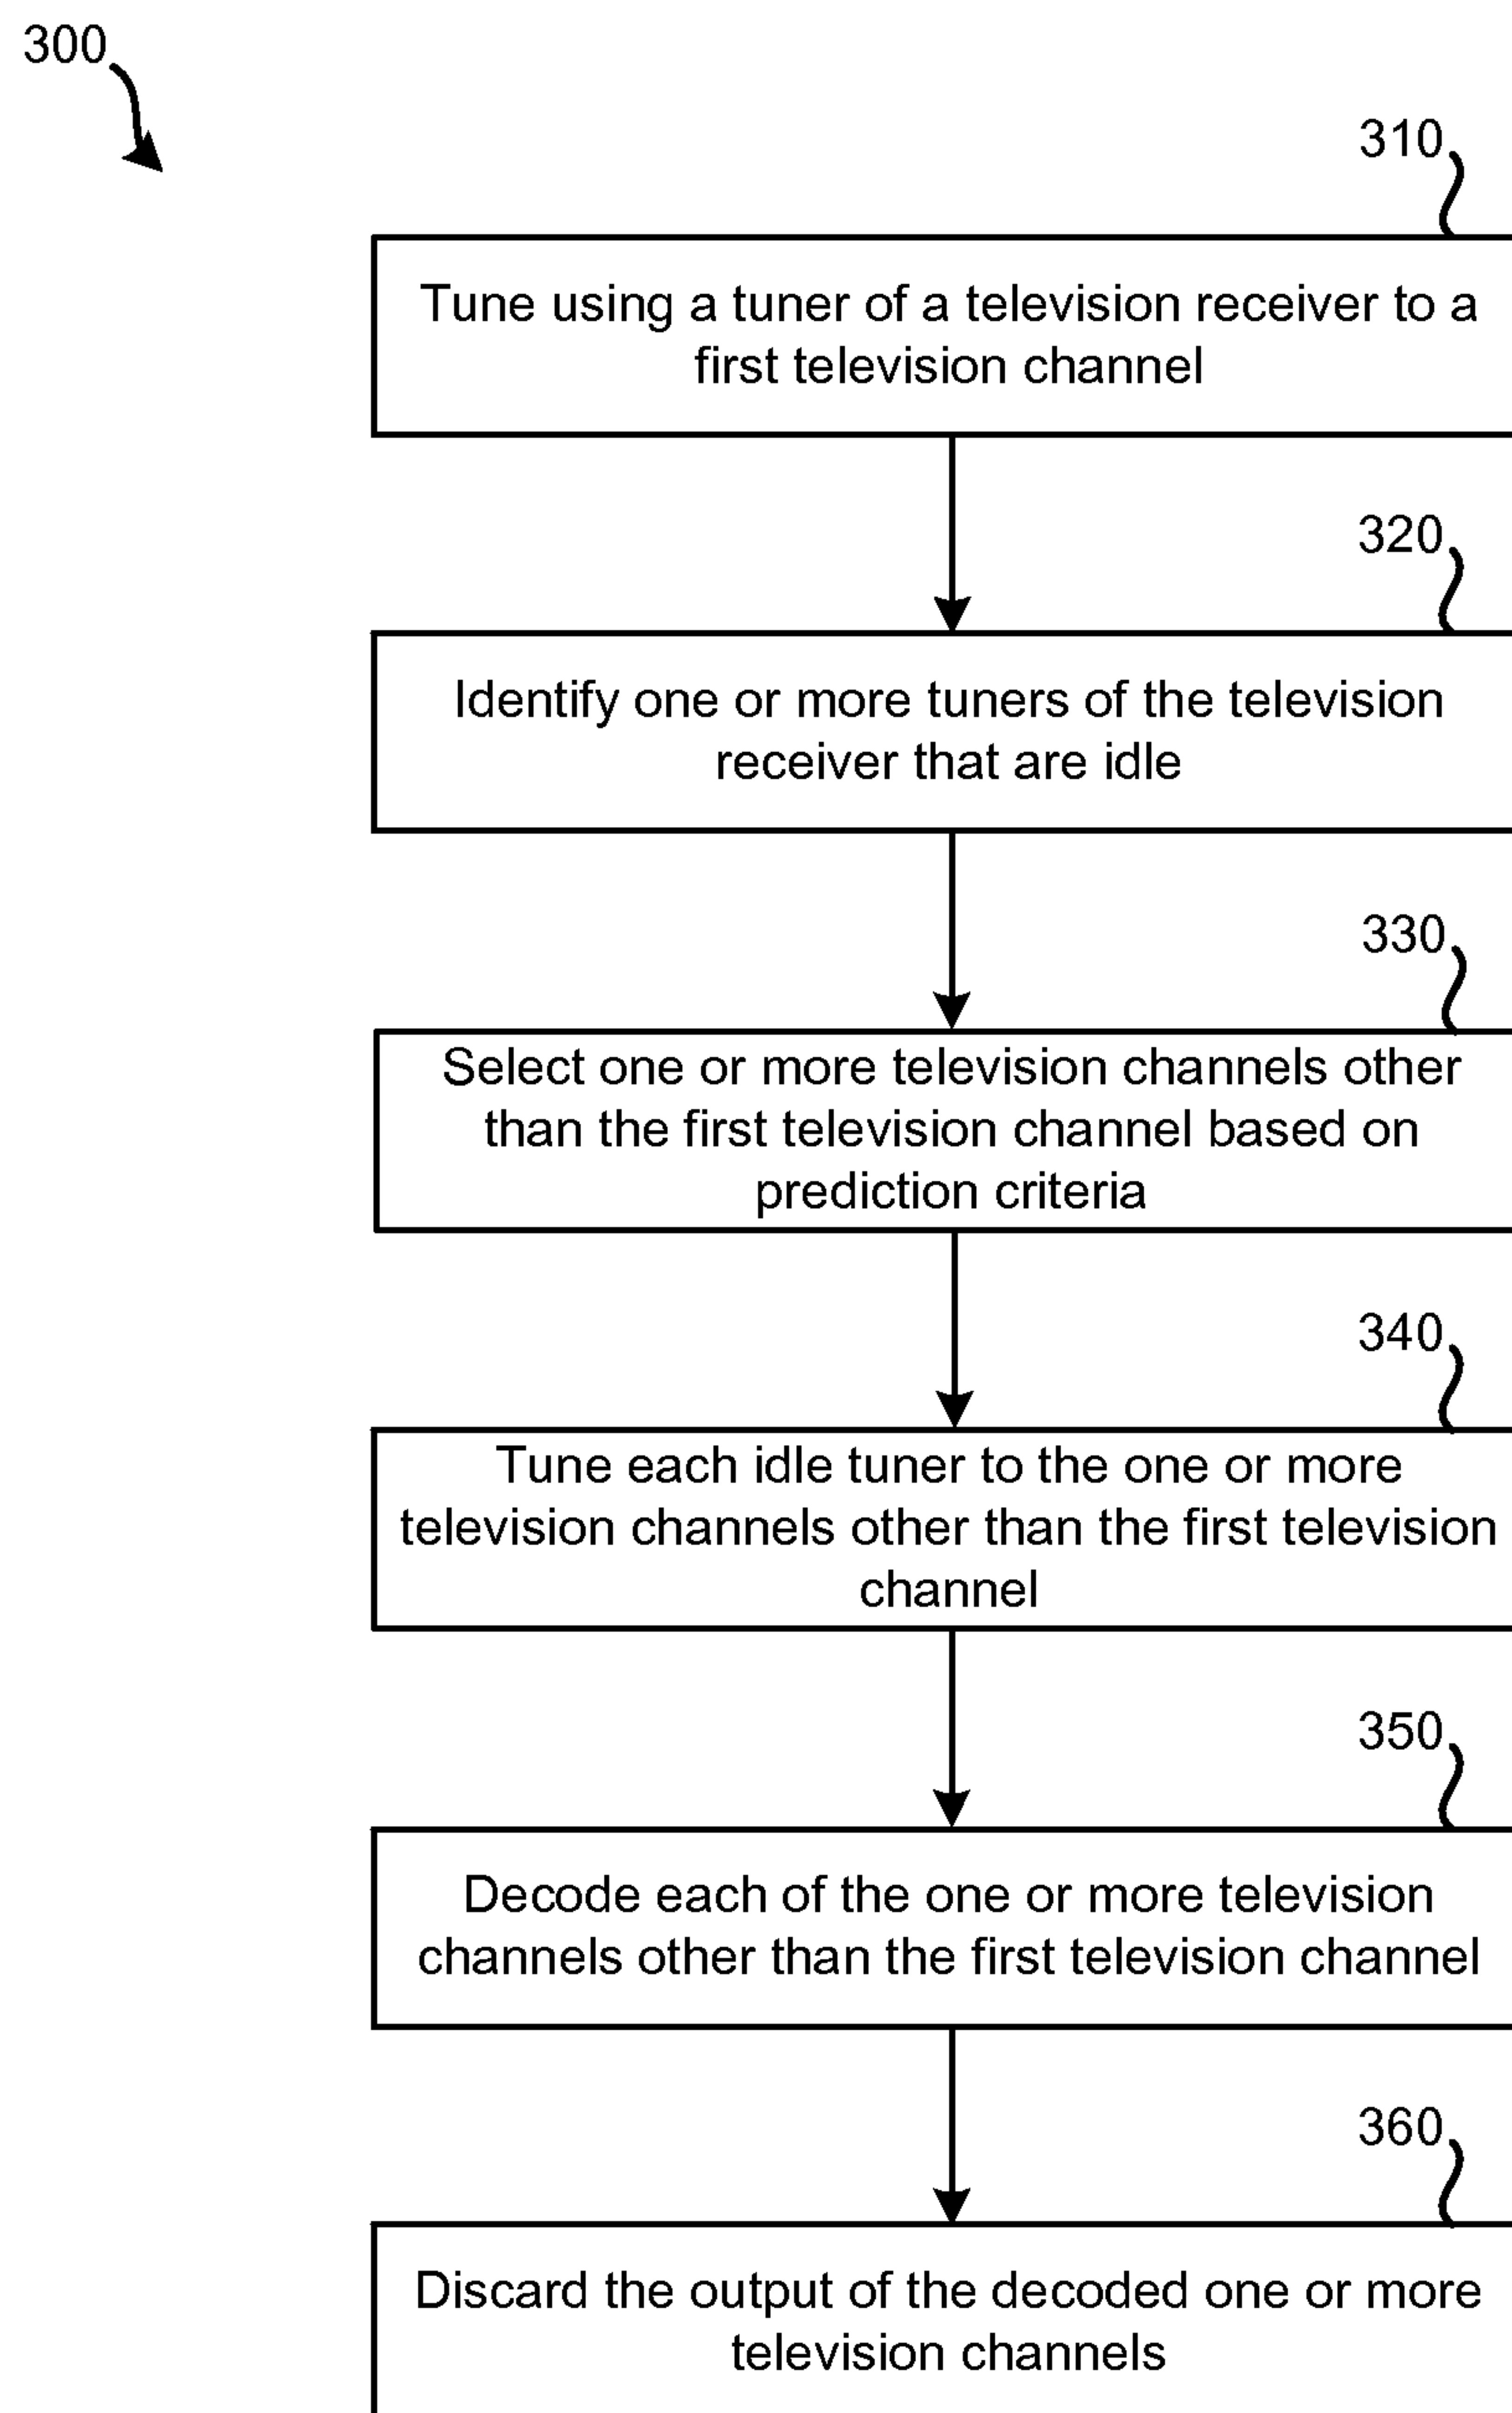 300
310
Tune using a tuner of a television receiver to a
first television channel
320
Identify one or more tuners of the television
receiver that are idle
330
Select one or more television channels other
than the first television channel based on
prediction criteria
340
Tune each idle tuner to the one or more
television channels other than the first television
channel
350
Decode each of the one or more television
channels other than the first television channel
360
Discard the output of the decoded one or more
television channels